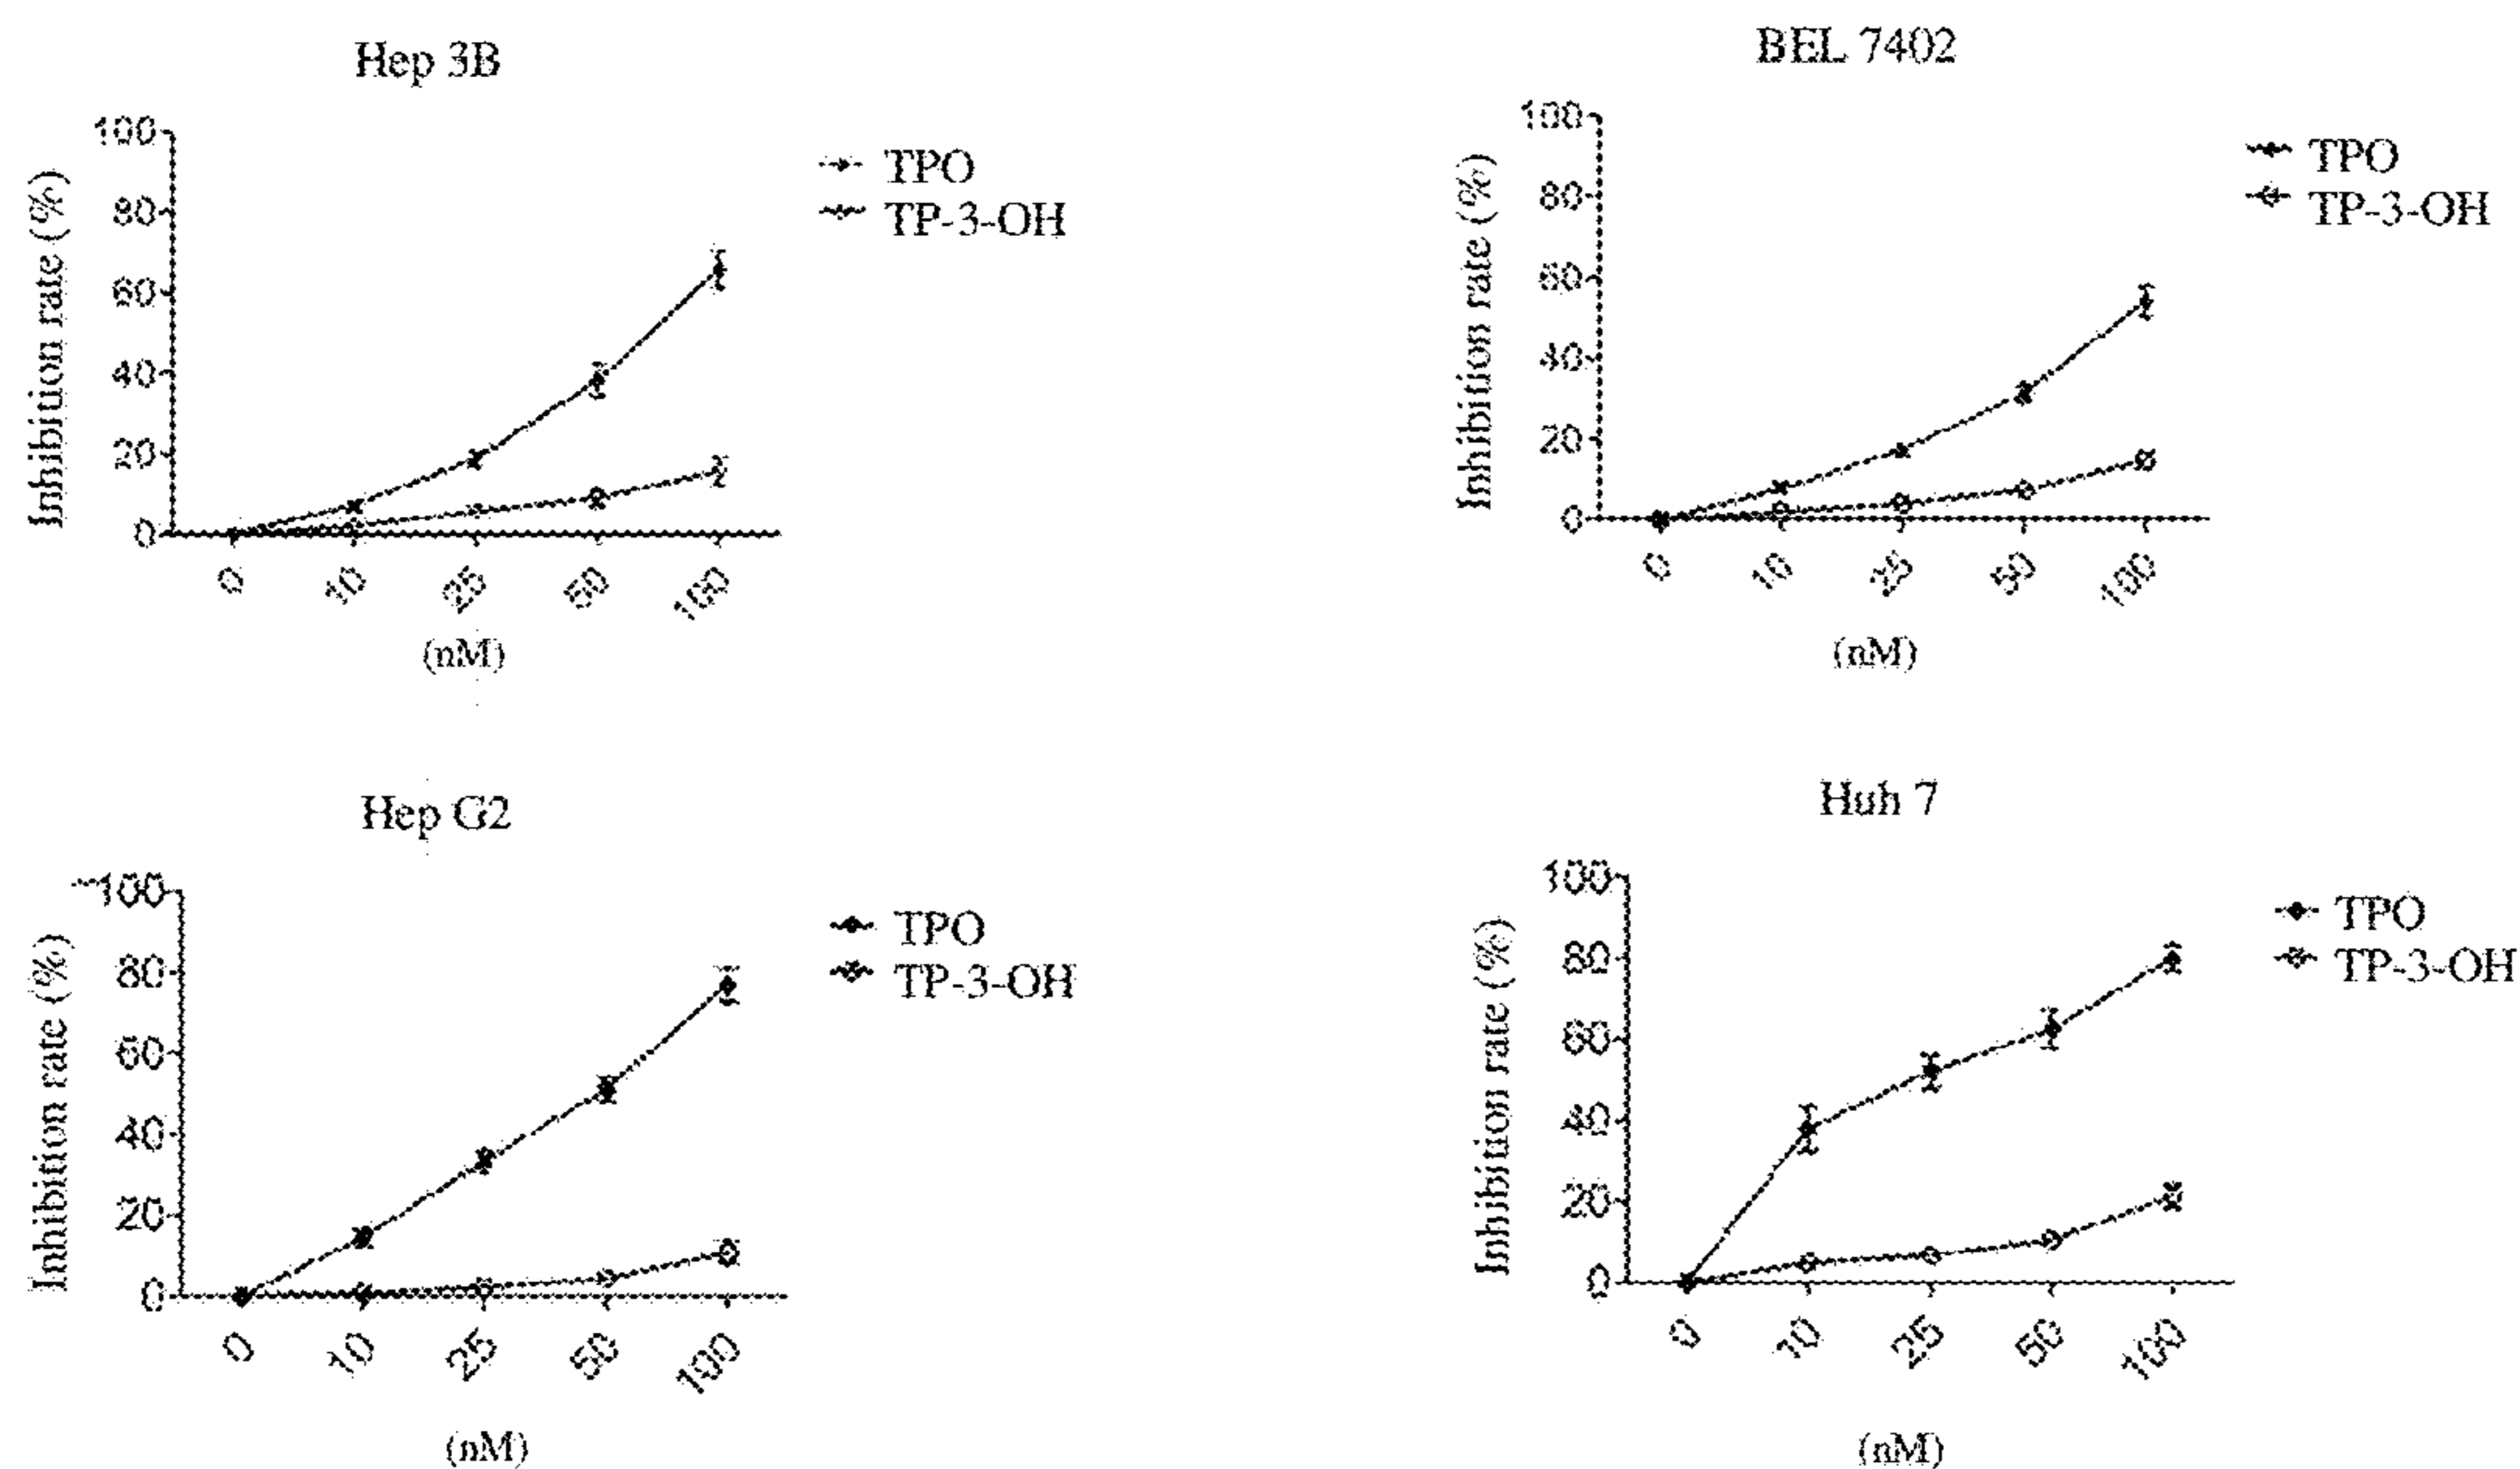 Hep 3B
Inhibition rate (%)
100
80
60
40
20
0
0 10 25 50 100
(nM)
TPO
TP-3-OH
BEL 7402
Inhibition rate (%)
100
80
60
40
20
0
0 10 25 50 100
(nM)
TPO
TP-3-OH
Hep G2
Inhibition rate (%)
100
80
60
40
20
0
0 10 25 50 100
(nM)
TPO
TP-3-OH
Huh 7
Inhibition rate (%)
100
80
60
40
20
0
0 10 25 50 100
(nM)
TPO
TP-3-OH